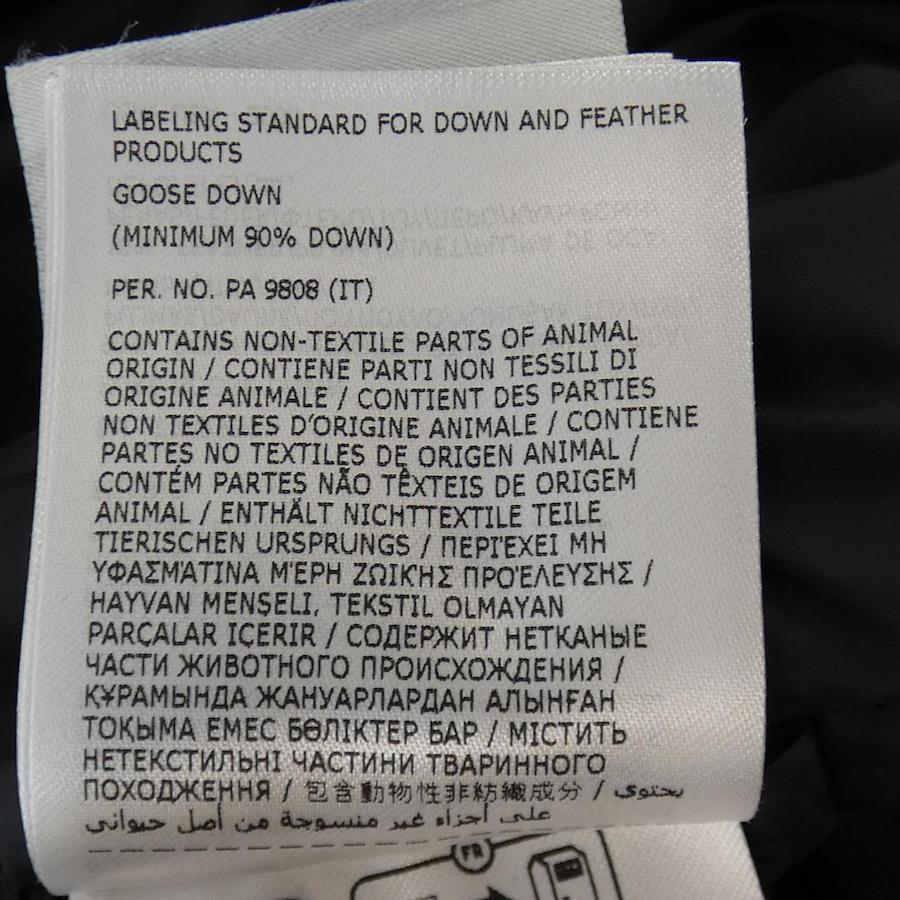 LABELING STANDARD FOR DOWN AND FEATHER
PRODUCTS
GOOSE DOWN
(MINIMUM 90% DOWN)
PER. NO. PA 9808 (IT)
CONTAINS NON-TEXTILE PARTS OF ANIMAL
ORIGIN / CONTIENE PARTI NON TESSILI DI
ORIGINE ANIMALE / CONTIENT DES PARTIES
NON TEXTILES D'ORIGINE ANIMALE / CONTIENE
PARTES NO TEXTILES DE ORIGEN ANIMAL /
CONTÉM PARTES NÃO TÊXTEIS DE ORIGEM
ANIMAL / ENTHÄLT NICHTTEXTILE TEILE
TIERISCHEN URSPRUNGS / ΠΕΡΙΈΧΕΙ ΜΗ
ΥΦΑΣΜΆΤΙΝΑ ΜΈΡΗ ΖΩΙΚΉΣ ΠΡΟΈΛΕΥΣΗΣ /
HAYVAN MENŞELİ, TEKSTIL OLMAYAN
PARÇALAR IÇERIR / СОДЕРЖИТ НЕТКАНЫЕ
ЧАСТИ ЖИВОТНОГО ПРОИСХОЖДЕНИЯ /
ҚҰРАМЫНДА ЖАНУАРЛАРДАН АЛЫНҒАН
ТОҚЫМА ЕМЕС БӨЛІКТЕР БАР / МІСТИТЬ
НЕТЕКСТИЛЬНІ ЧАСТИНИ ТВАРИННОГО
ПОХОДЖЕННЯ / 包含動物性非紡織成分 / يحتوي
على أجزاء غير منسوجة من أصل حيواني
FR